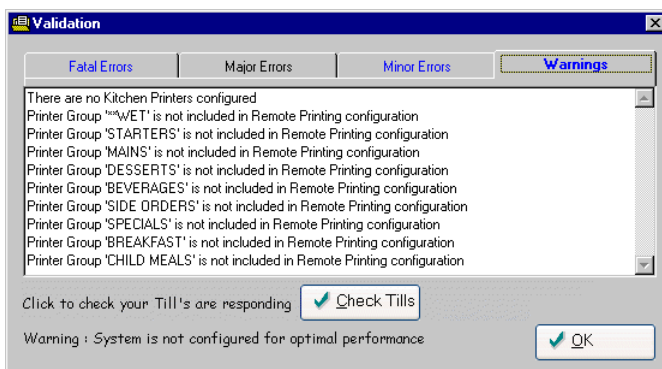 Validation
Fatal Errors Major Errors Minor Errors Warnings
There are no Kitchen Printers configured
Printer Group '**WET' is not included in Remote Printing configuration
Printer Group 'STARTERS' is not included in Remote Printing configuration
Printer Group 'MAINS' is not included in Remote Printing configuration
Printer Group 'DESSERTS' is not included in Remote Printing configuration
Printer Group 'BEVERAGES' is not included in Remote Printing configuration
Printer Group 'SIDE ORDERS' is not included in Remote Printing configuration
Printer Group 'SPECIALS' is not included in Remote Printing configuration
Printer Group 'BREAKFAST' is not included in Remote Printing configuration
Printer Group 'CHILD MEALS' is not included in Remote Printing configuration
Click to check your Till's are responding Check Tills
Warning : System is not configured for optimal performance OK